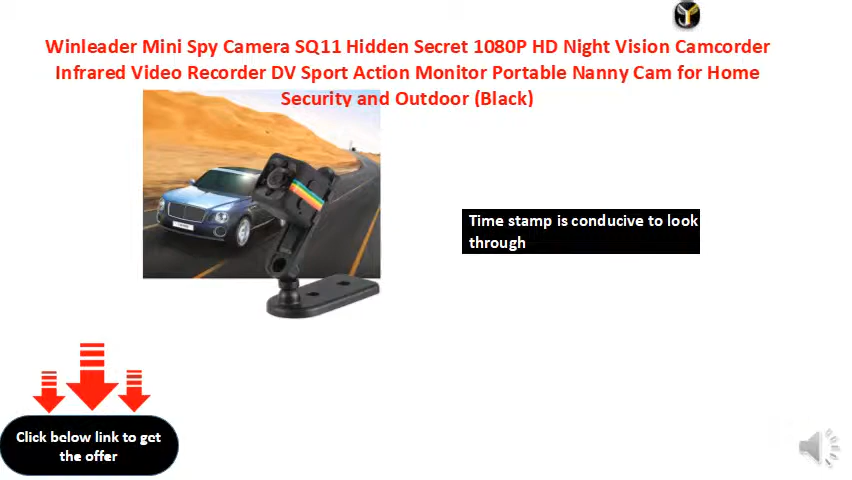 Winleader Mini Spy Camera SQ11 Hidden Secret 1080P HD Night Vision Camcorder
Infrared Video Recorder DV Sport Action Monitor Portable Nanny Cam for Home
Security and Outdoor (Black)
Time stamp is conducive to look
through
Click below link to get
the offer